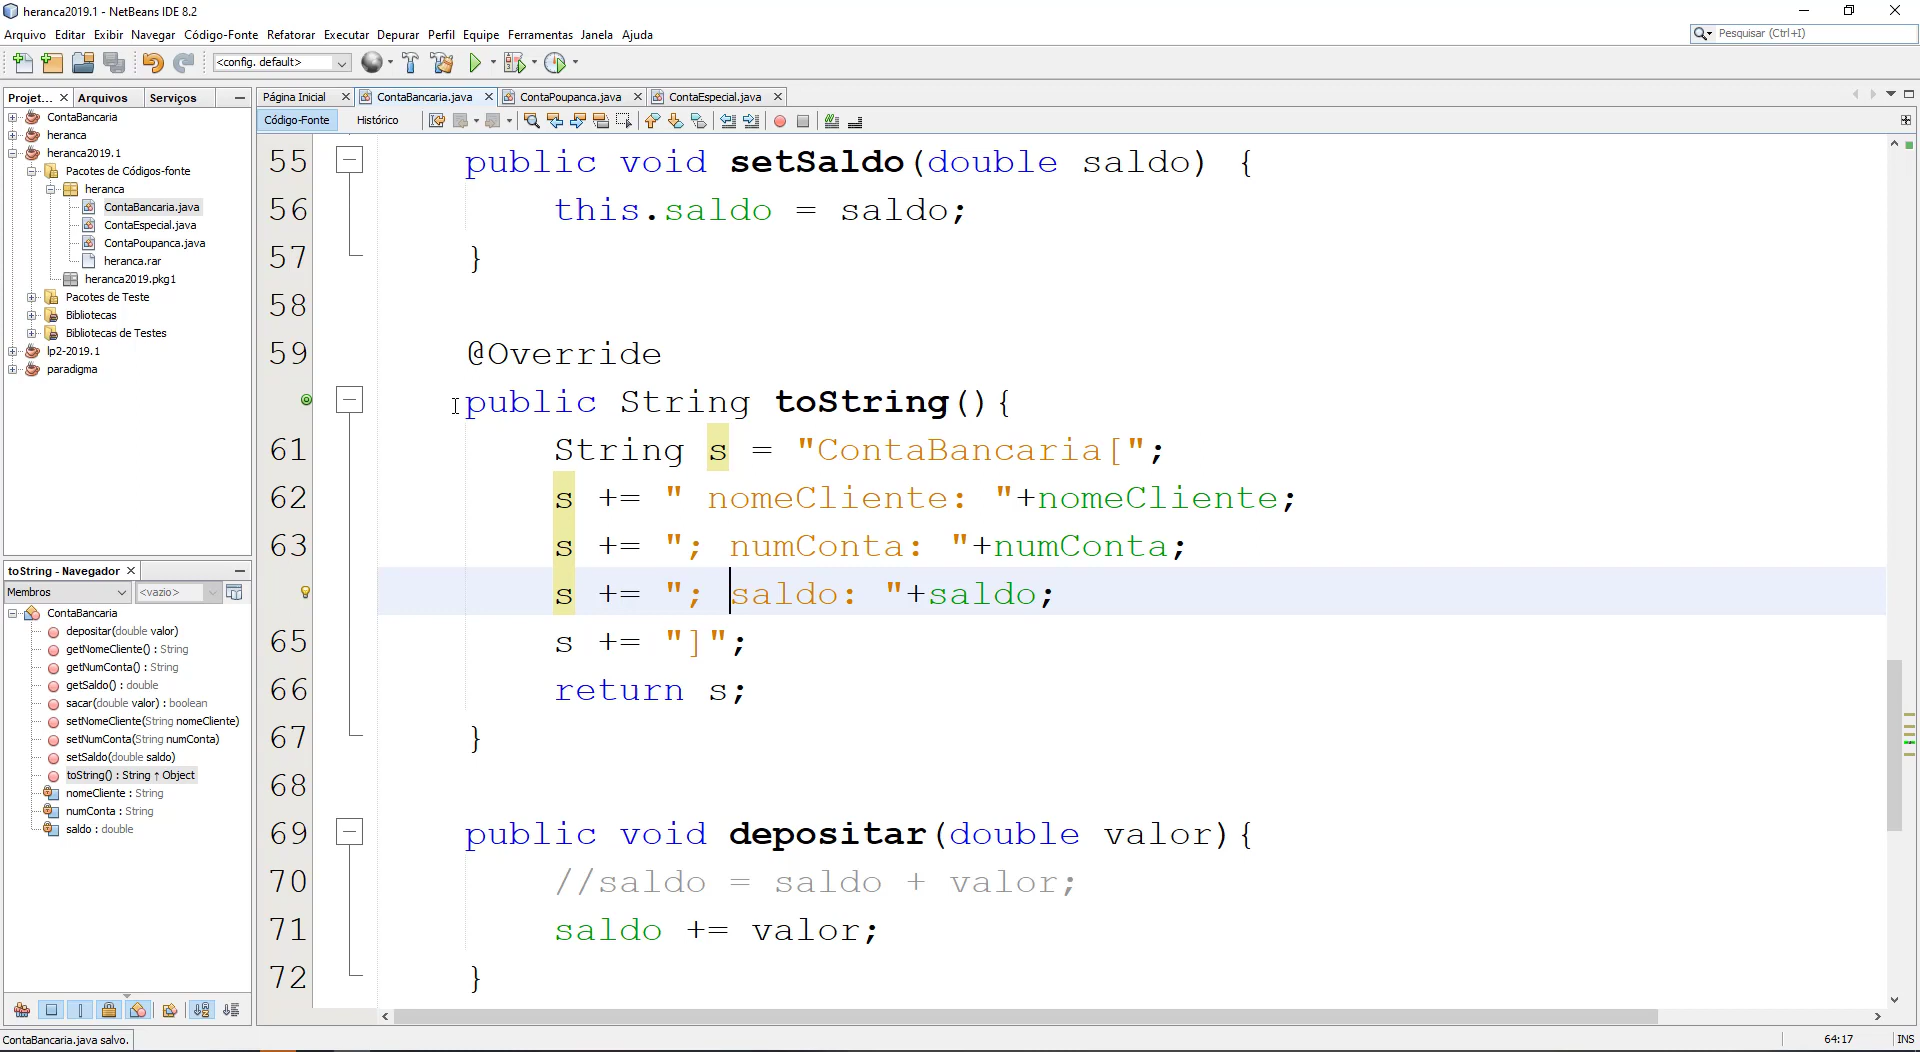 heranca2019.1 - NetBeans IDE 8.2
Arquivo Editar Exibir Navegar Código-Fonte Refatorar Executar Depurar Perfil Equipe Ferramentas Janela Ajuda
Pesquisar (Ctrl+I)
<config. default>
Projet... Arquivos Serviços
Página Inicial ContaBancaria.java ContaPoupanca.java ContaEspecial.java
Código-Fonte Histórico
ContaBancaria
heranca
heranca2019.1
Pacotes de Códigos-fonte
heranca
ContaBancaria.java
ContaEspecial.java
ContaPoupanca.java
heranca.rar
heranca2019.pkg1
Pacotes de Teste
Bibliotecas
Bibliotecas de Testes
lp2-2019.1
paradigma
toString - Navegador
Membros <vazio>
ContaBancaria
depositar(double valor)
getNomeCliente() : String
getNumConta() : String
getSaldo() : double
sacar(double valor) : boolean
setNomeCliente(String nomeCliente)
setNumConta(String numConta)
setSaldo(double saldo)
toString() : String ↑ Object
nomeCliente : String
numConta : String
saldo : double
55 public void setSaldo(double saldo) {
56 this.saldo = saldo;
57 }
58
59 @Override
public String toString(){
61 String s = "ContaBancaria[";
62 s += " nomeCliente: "+nomeCliente;
63 s += "; numConta: "+numConta;
s += "; saldo: "+saldo;
65 s += "]";
66 return s;
67 }
68
69 public void depositar(double valor){
70 //saldo = saldo + valor;
71 saldo += valor;
72 }
ContaBancaria.java salvo.
64:17 INS